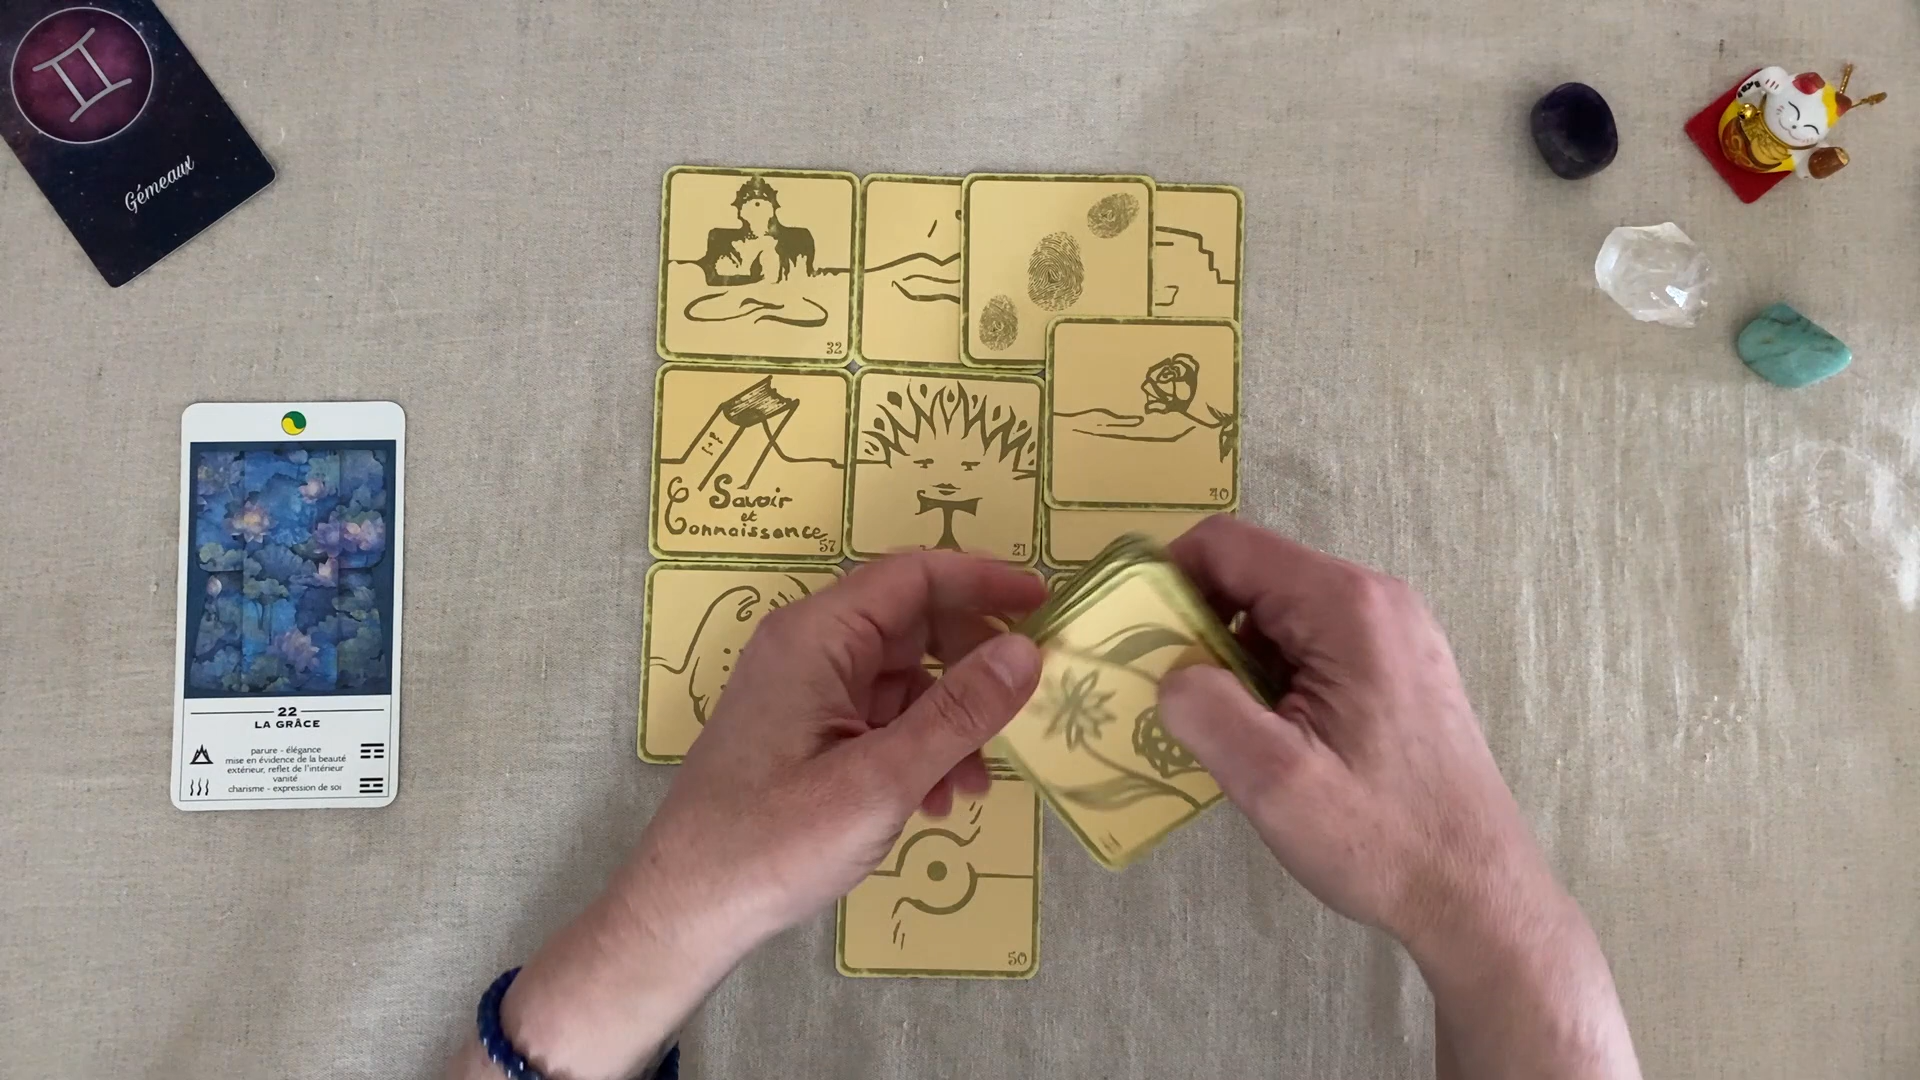 Gémeaux
32
40
Savoir
et
Connaissance
57
21
50
22
LA GRÂCE
parure - élégance
mise en évidence de la beauté
extérieur, reflet de l'intérieur
vanité
charisme - expression de soi